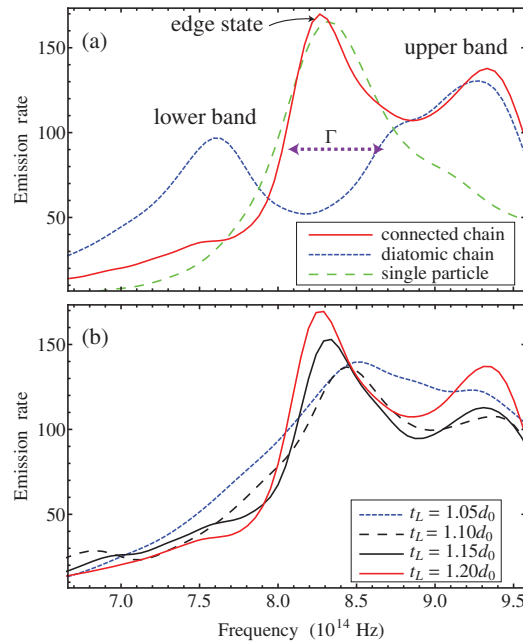 (a)
edge state
upper band
lower band
Γ
Emission rate
150
100
50
connected chain
diatomic chain
single particle
(b)
Emission rate
150
100
50
t_L = 1.05d_0
t_L = 1.10d_0
t_L = 1.15d_0
t_L = 1.20d_0
7.0 7.5 8.0 8.5 9.0 9.5
Frequency (10^14 Hz)